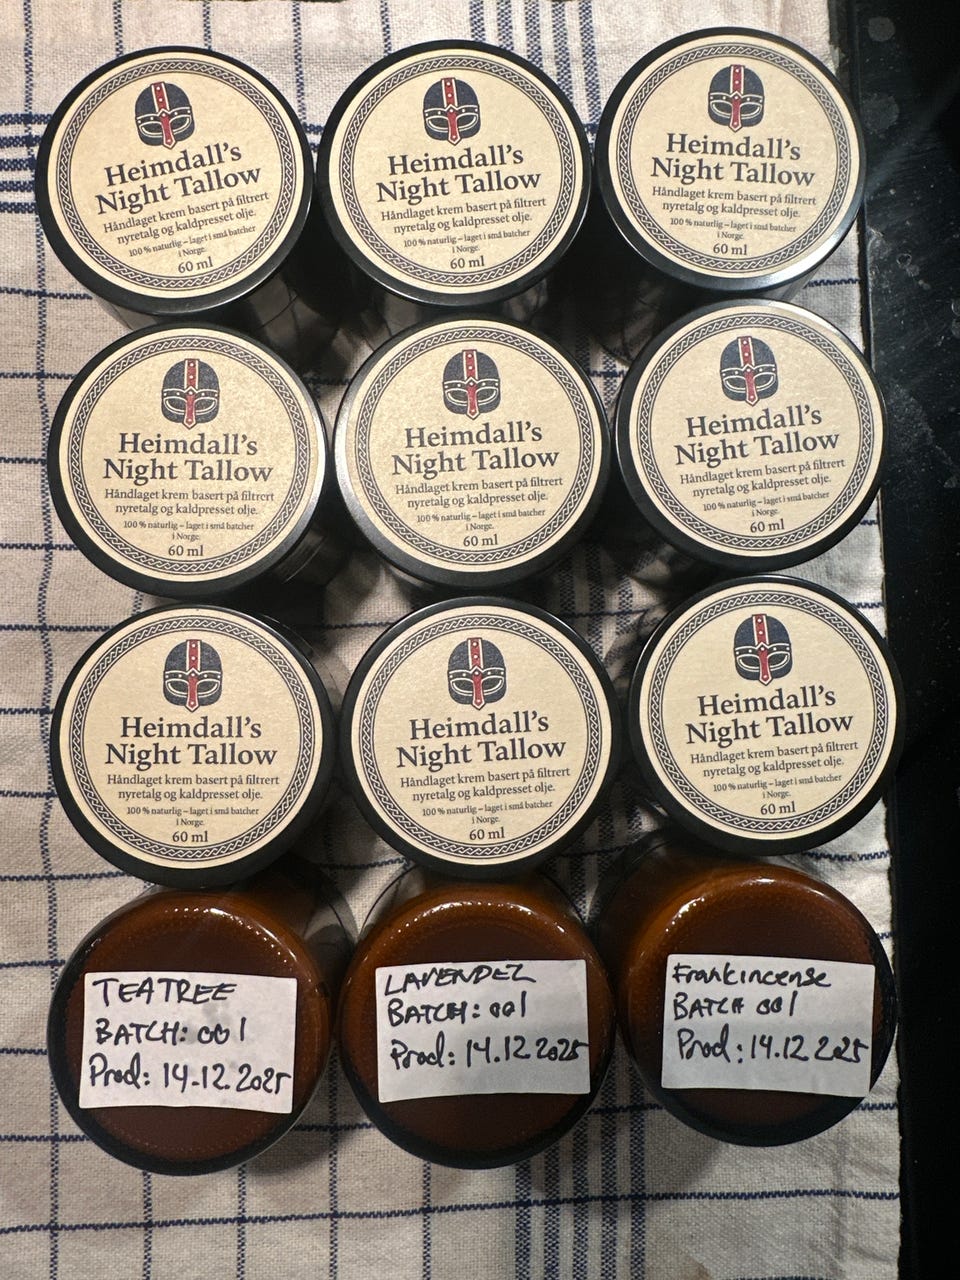 Heimdall's
Night Tallow
Håndlaget krem basert på filtrert
nyretalg og kaldpresset olje.
100 % naturlig – laget i små batcher
i Norge.
60 ml
Heimdall's
Night Tallow
Håndlaget krem basert på filtrert
nyretalg og kaldpresset olje.
100 % naturlig – laget i små batcher
i Norge.
60 ml
Heimdall's
Night Tallow
Håndlaget krem basert på filtrert
nyretalg og kaldpresset olje.
100 % naturlig – laget i små batcher
i Norge.
60 ml
Heimdall's
Night Tallow
Håndlaget krem basert på filtrert
nyretalg og kaldpresset olje.
100 % naturlig – laget i små batcher
i Norge.
60 ml
Heimdall's
Night Tallow
Håndlaget krem basert på filtrert
nyretalg og kaldpresset olje.
100 % naturlig – laget i små batcher
i Norge.
60 ml
Heimdall's
Night Tallow
Håndlaget krem basert på filtrert
nyretalg og kaldpresset olje.
100 % naturlig – laget i små batcher
i Norge.
60 ml
Heimdall's
Night Tallow
Håndlaget krem basert på filtrert
nyretalg og kaldpresset olje.
100 % naturlig – laget i små batcher
i Norge.
60 ml
Heimdall's
Night Tallow
Håndlaget krem basert på filtrert
nyretalg og kaldpresset olje.
100 % naturlig – laget i små batcher
i Norge.
60 ml
Heimdall's
Night Tallow
Håndlaget krem basert på filtrert
nyretalg og kaldpresset olje.
100 % naturlig – laget i små batcher
i Norge.
60 ml
TEATREE
BATCH: 001
Prod: 14.12.2025
LAVENDEL
BATCH: 001
Prod: 14.12.2025
Frankincense
BATCH 001
Prod: 14.12 2025